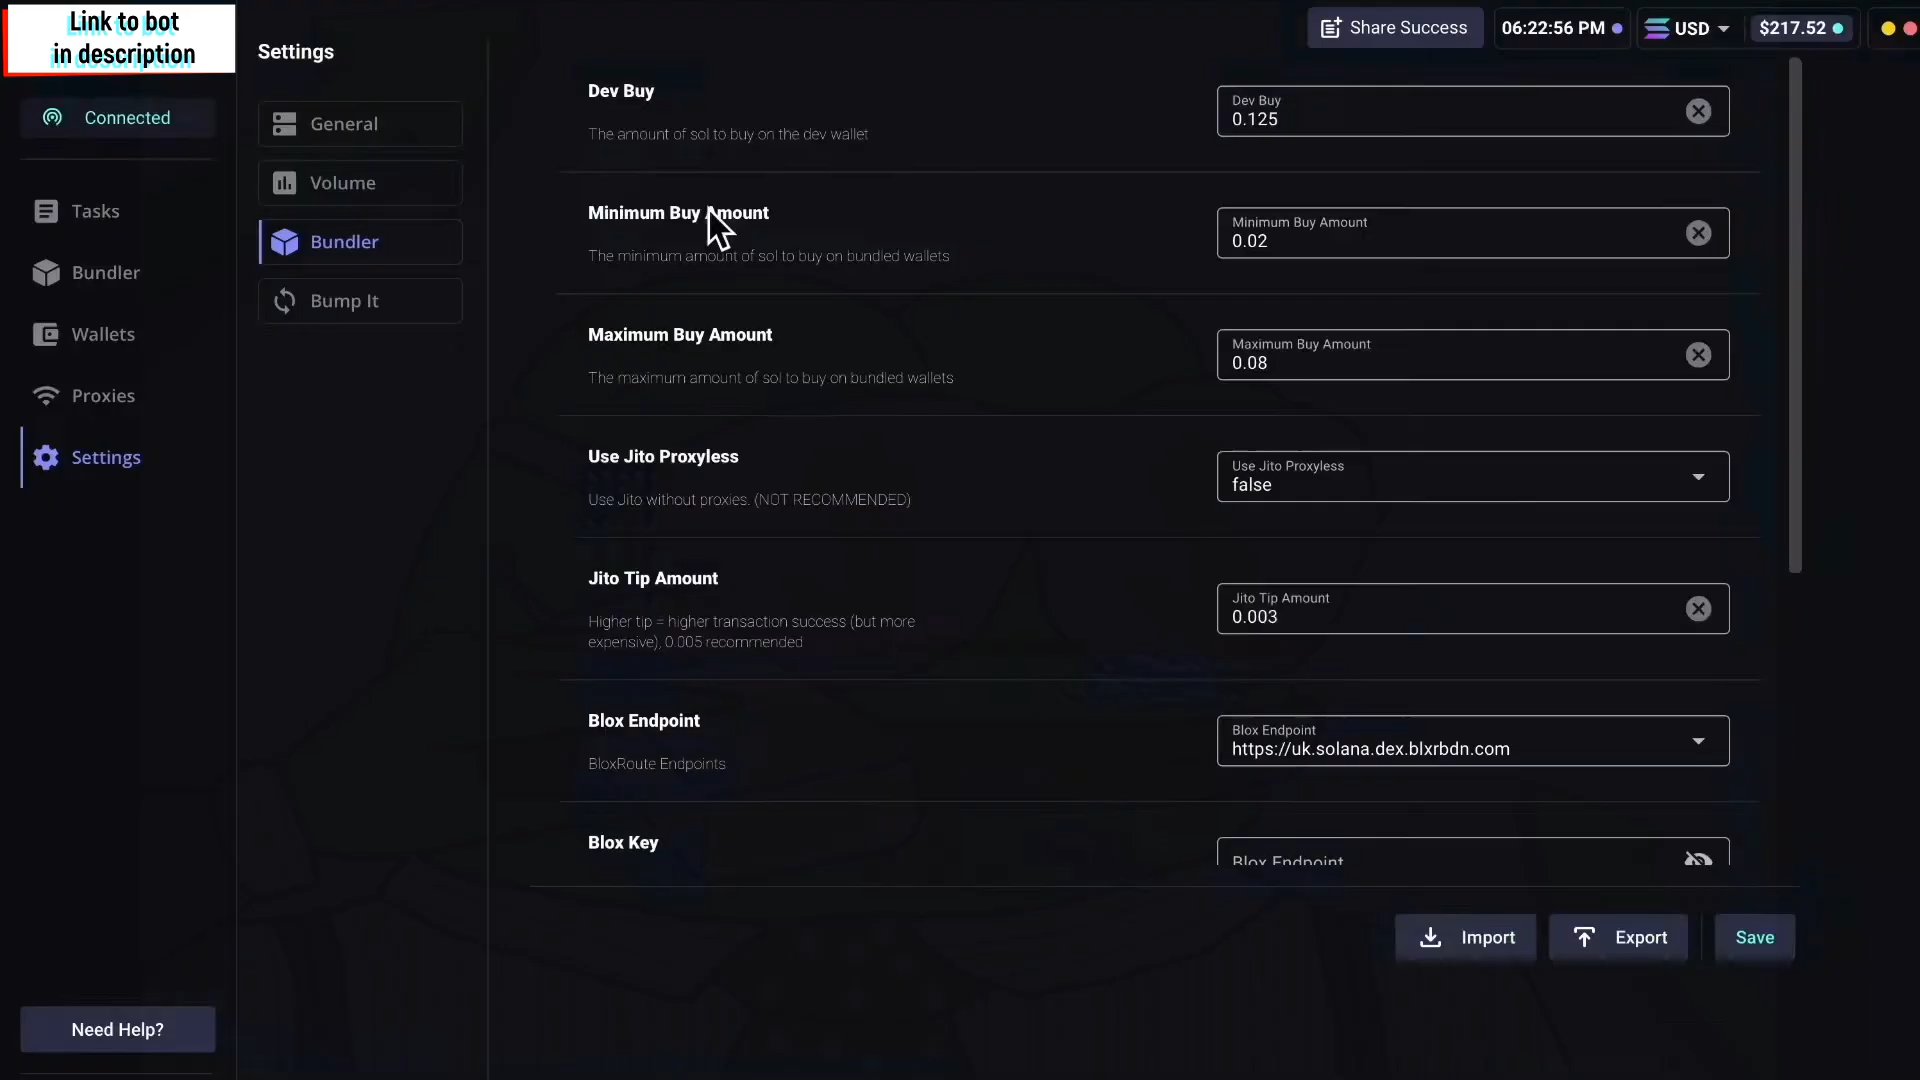 Link to bot
in description
Connected
Tasks
Bundler
Wallets
Proxies
Settings
Need Help?
Settings
General
Volume
Bundler
Bump It
Share Success
06:22:56 PM
USD
$217.52
Dev Buy
The amount of sol to buy on the dev wallet
Dev Buy
0.125
Minimum Buy Amount
The minimum amount of sol to buy on bundled wallets
Minimum Buy Amount
0.02
Maximum Buy Amount
The maximum amount of sol to buy on bundled wallets
Maximum Buy Amount
0.08
Use Jito Proxyless
Use Jito without proxies. (NOT RECOMMENDED)
Use Jito Proxyless
false
Jito Tip Amount
Higher tip = higher transaction success (but more
expensive), 0.005 recommended
Jito Tip Amount
0.003
Blox Endpoint
BloxRoute Endpoints
Blox Endpoint
https://uk.solana.dex.blxrbdn.com
Blox Key
Blox Endpoint
Import
Export
Save